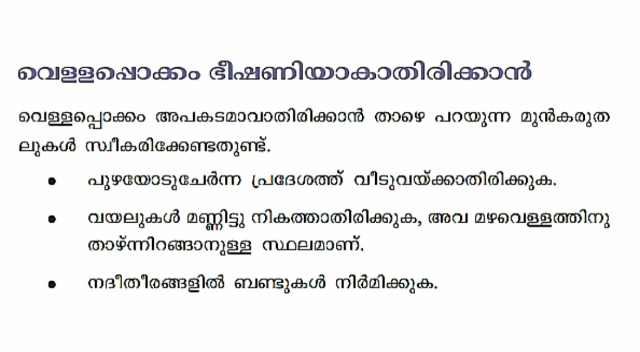 വെള്ളപ്പൊക്കം ഭീഷണിയാകാതിരിക്കാൻ
വെള്ളപ്പൊക്കം അപകടമാവാതിരിക്കാൻ താഴെ പറയുന്ന മുൻകരുത
ലുകൾ സ്വീകരിക്കേണ്ടതുണ്ട്.
• പുഴയോടുചേർന്ന പ്രദേശത്ത് വീടുവയ്ക്കാതിരിക്കുക.
• വയലുകൾ മണ്ണിട്ടു നികത്താതിരിക്കുക, അവ മഴവെള്ളത്തിനു
താഴ്ന്നിറങ്ങാനുള്ള സ്ഥലമാണ്.
• നദീതീരങ്ങളിൽ ബണ്ടുകൾ നിർമിക്കുക.